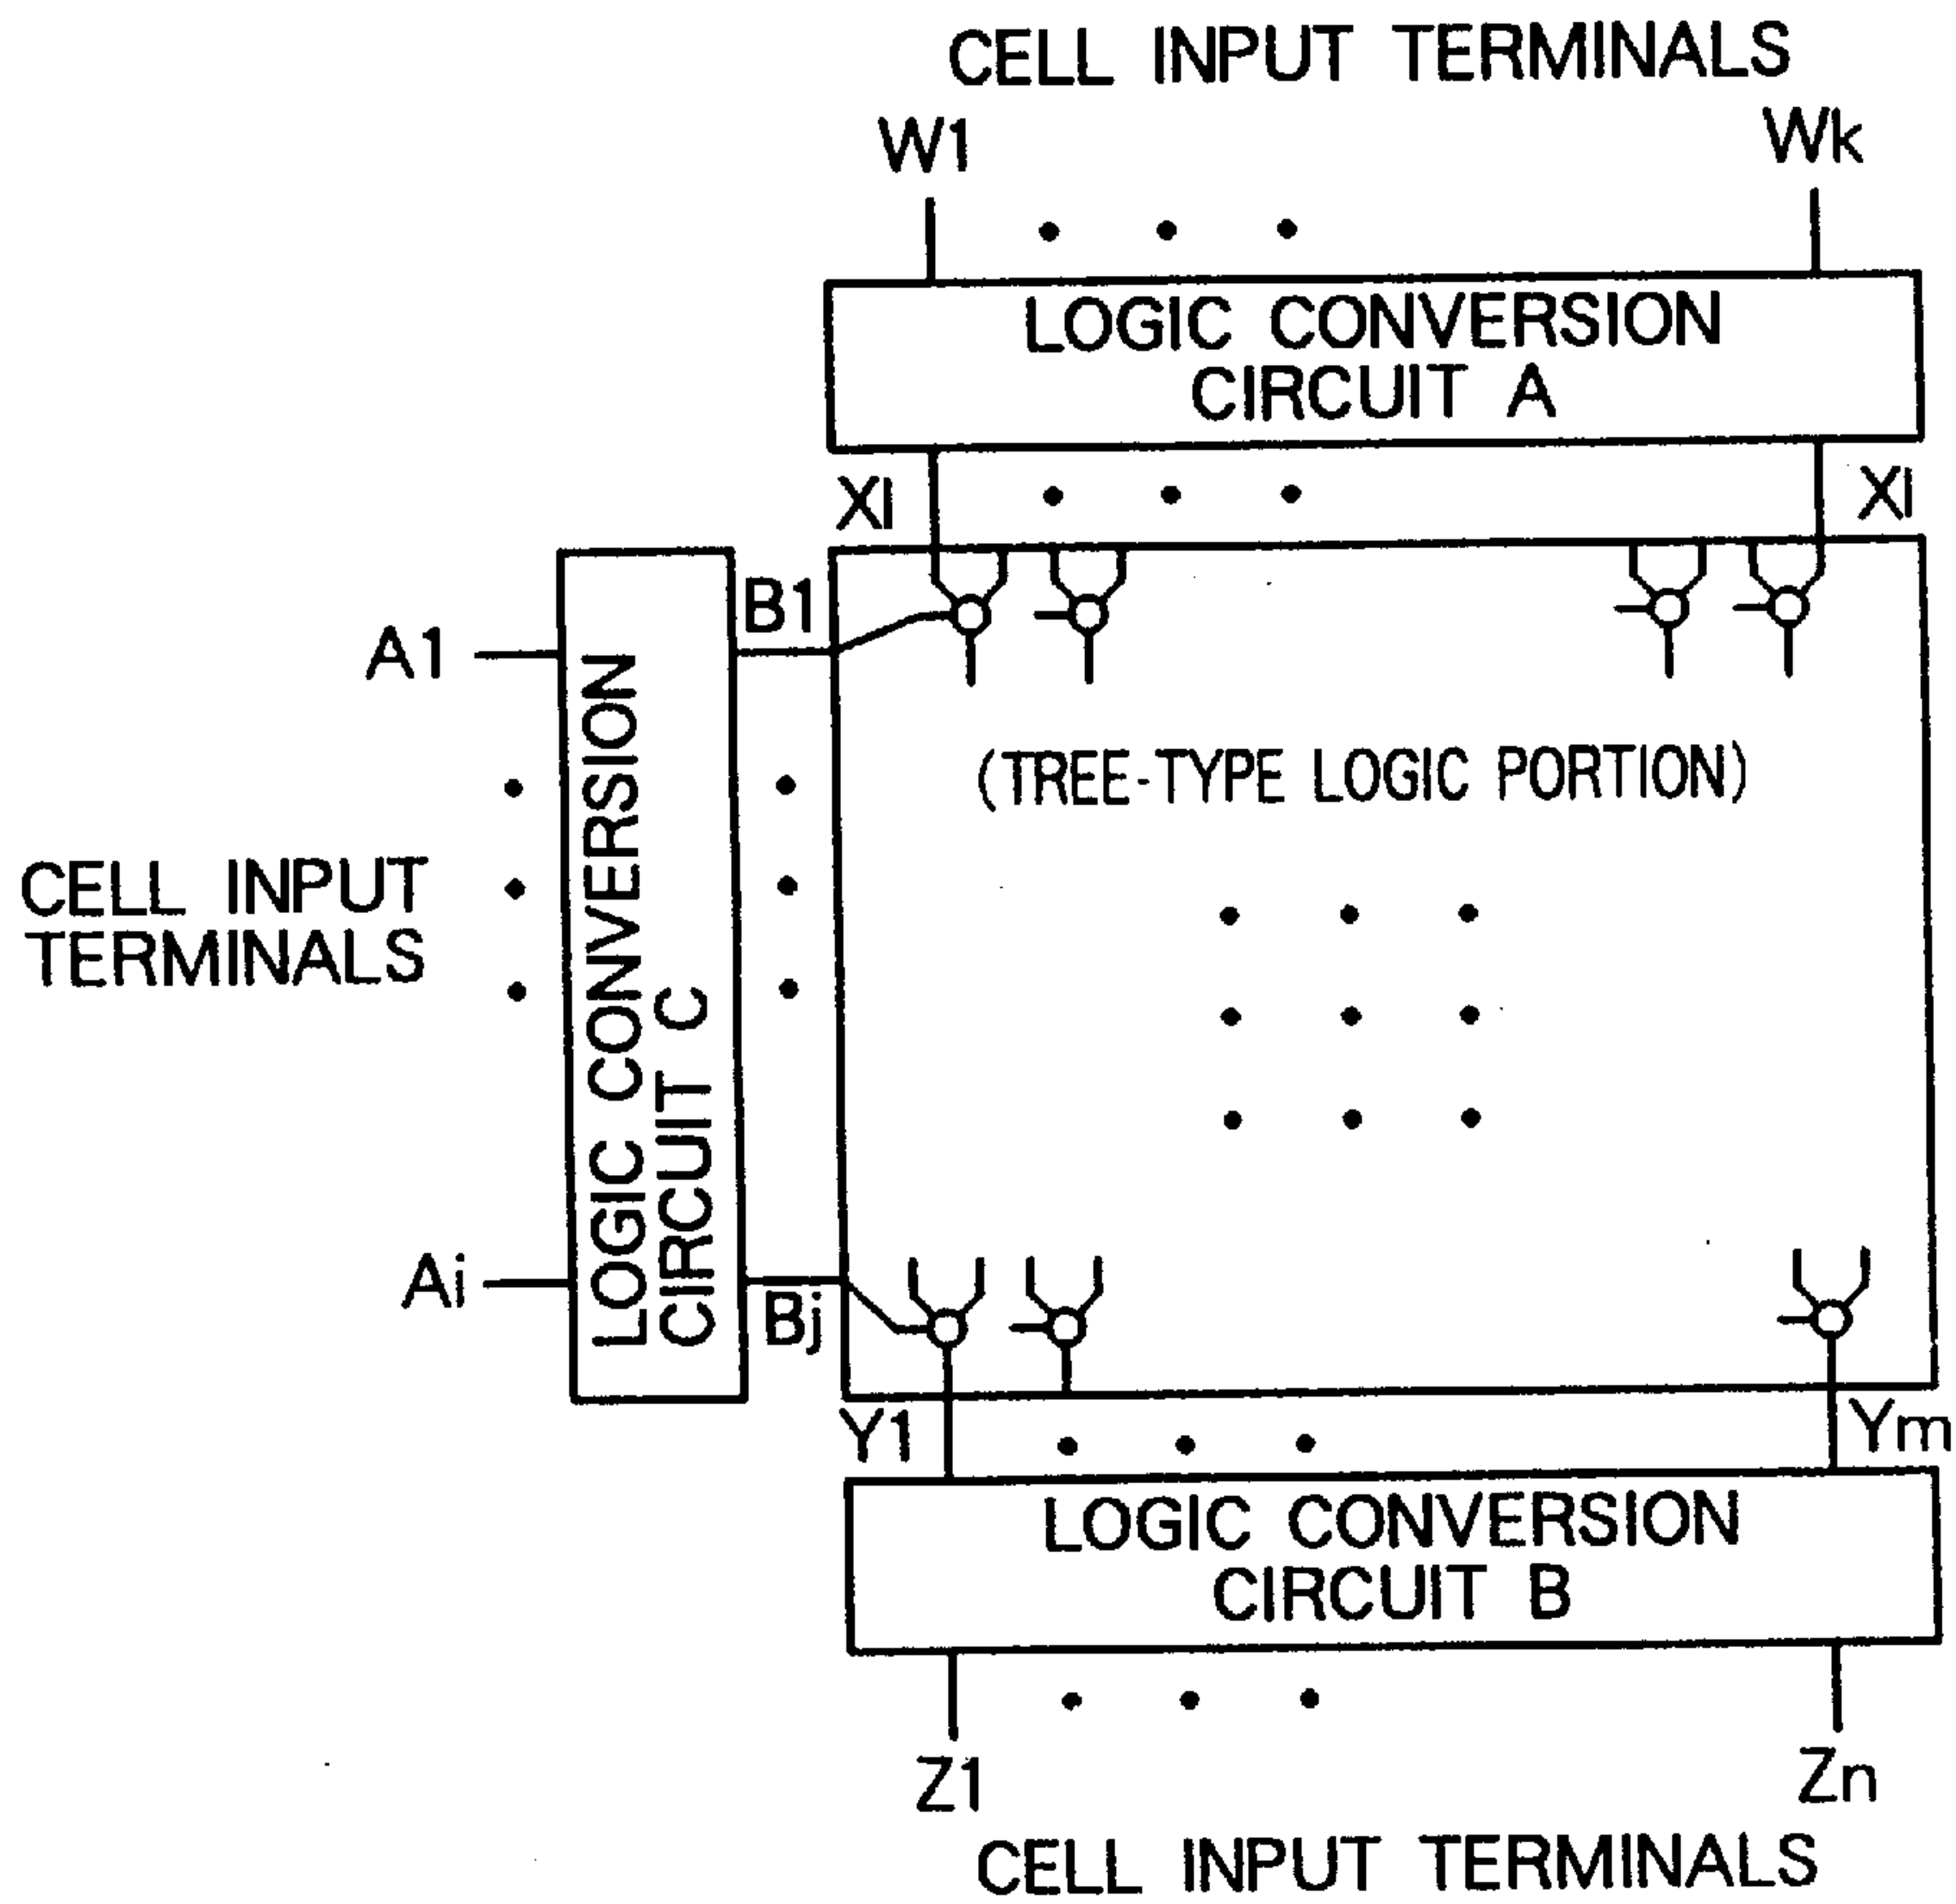 CELL INPUT TERMINALS
W1
Wk
LOGIC CONVERSION
CIRCUIT A
Xl
Xl
A1
B1
(TREE-TYPE LOGIC PORTION)
CELL INPUT
TERMINALS
LOGIC CONVERSION
CIRCUIT C
Ai
Bj
Y1
Ym
LOGIC CONVERSION
CIRCUIT B
Z1
Zn
CELL INPUT TERMINALS